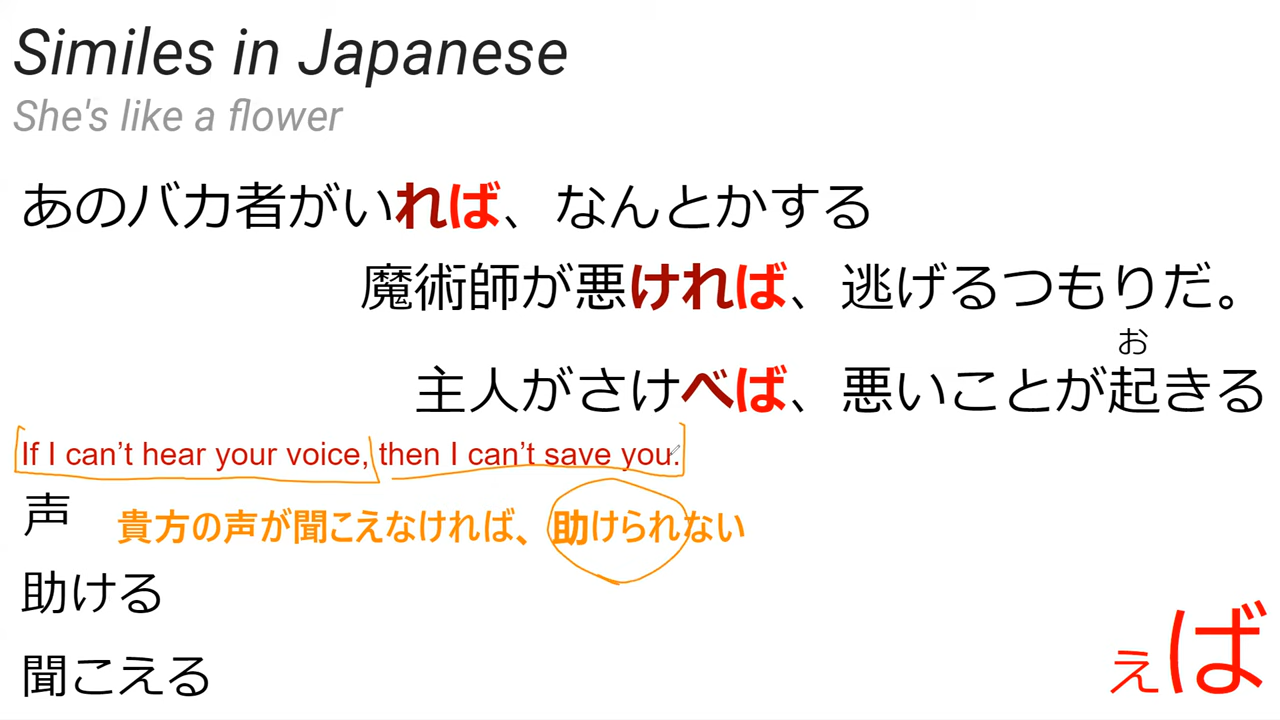 Similes in Japanese
She's like a flower
あのバカ者がいれば、なんとかする
魔術師が悪ければ、逃げるつもりだ。
お
主人がさけべば、悪いことが起きる
If I can’t hear your voice, then I can’t save you.
声
貴方の声が聞こえなければ、助けられない
助ける
聞こえる
えば